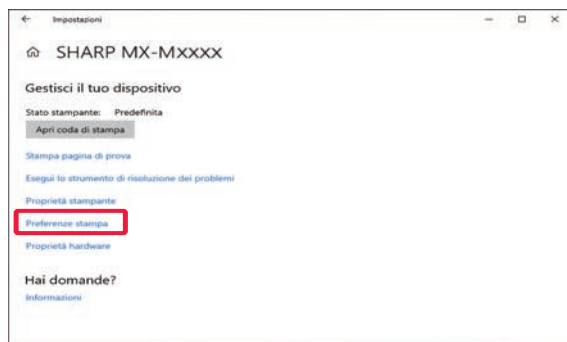 Impostazioni
SHARP MX-Mxxxx
Gestisci il tuo dispositivo
Stato stampante: Predefinita
Apri coda di stampa
Stampa pagina di prova
Esegui lo strumento di risoluzione dei problemi
Proprietà stampante
Preferenze stampa
Proprietà hardware
Hai domande?
Informazioni